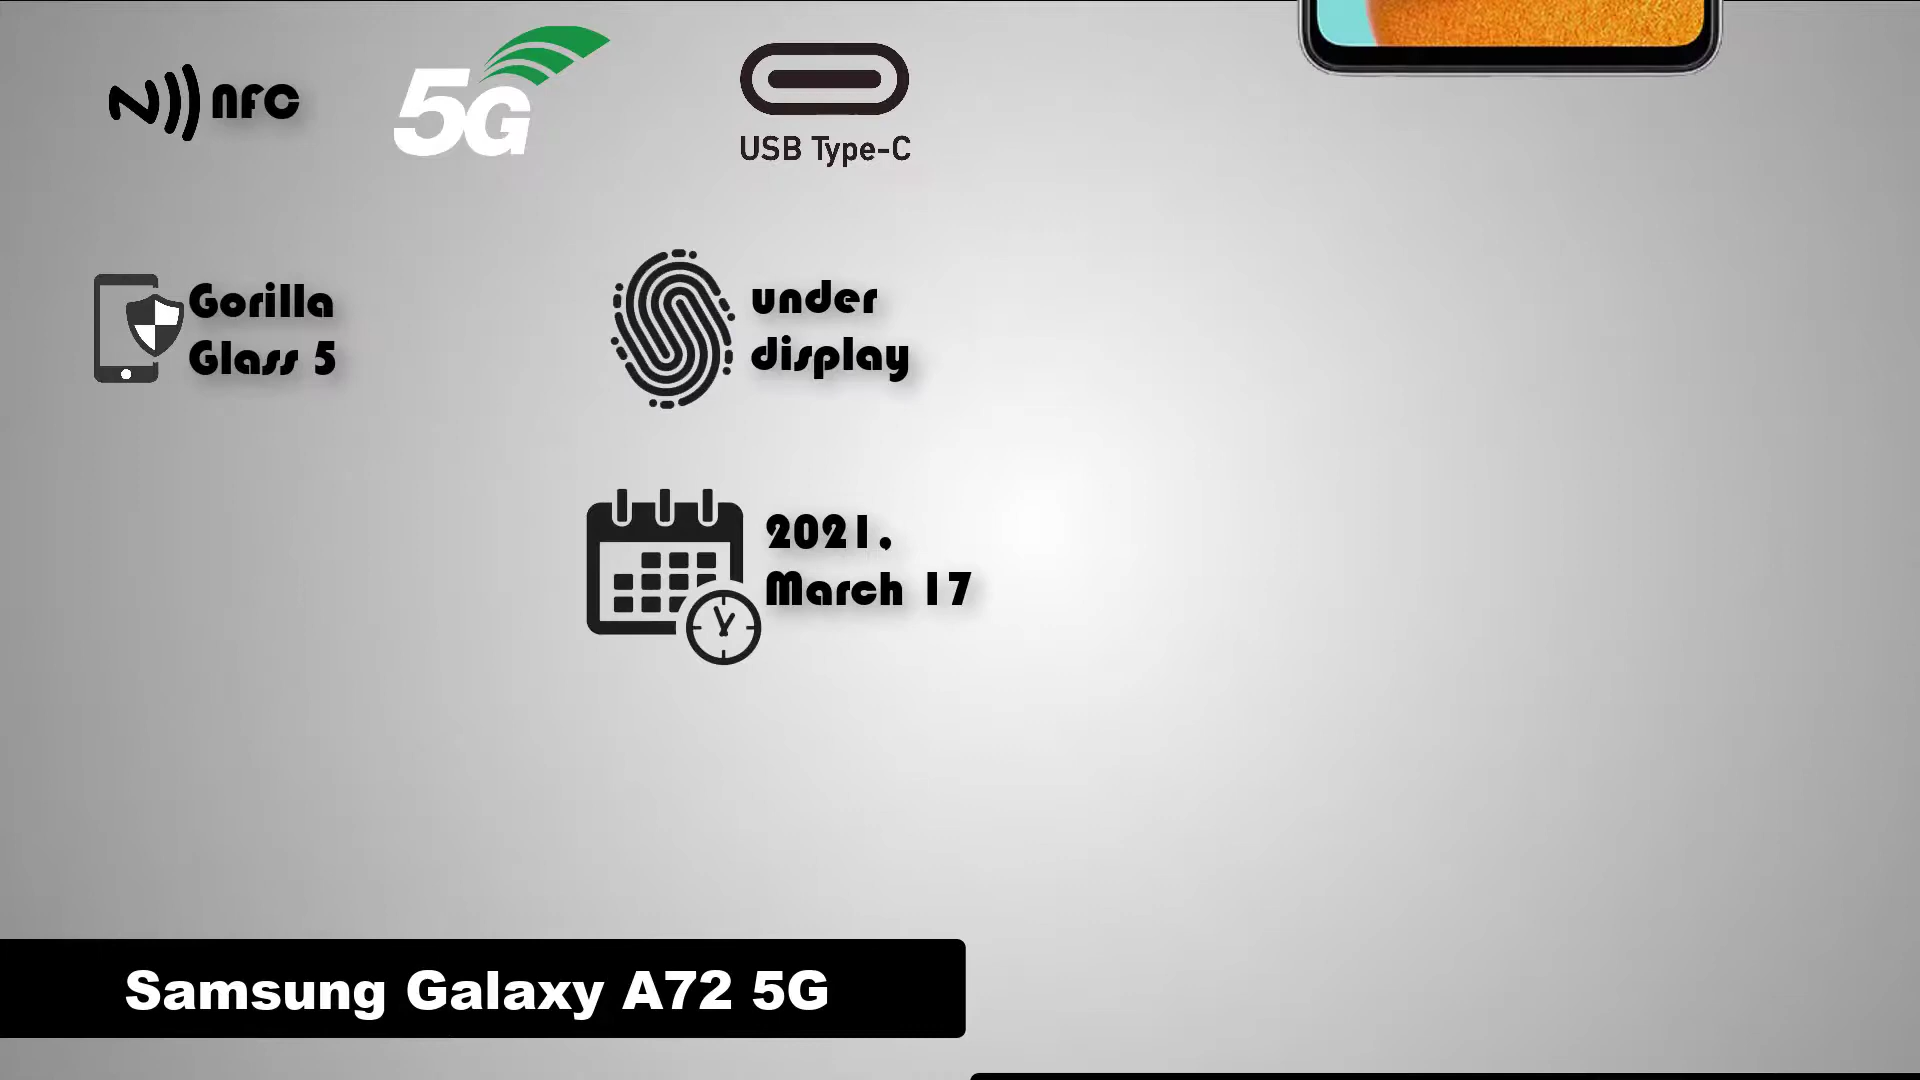 NFC
5G
USB Type-C
Gorilla
Glass 5
under
display
2021,
March 17
Samsung Galaxy A72 5G